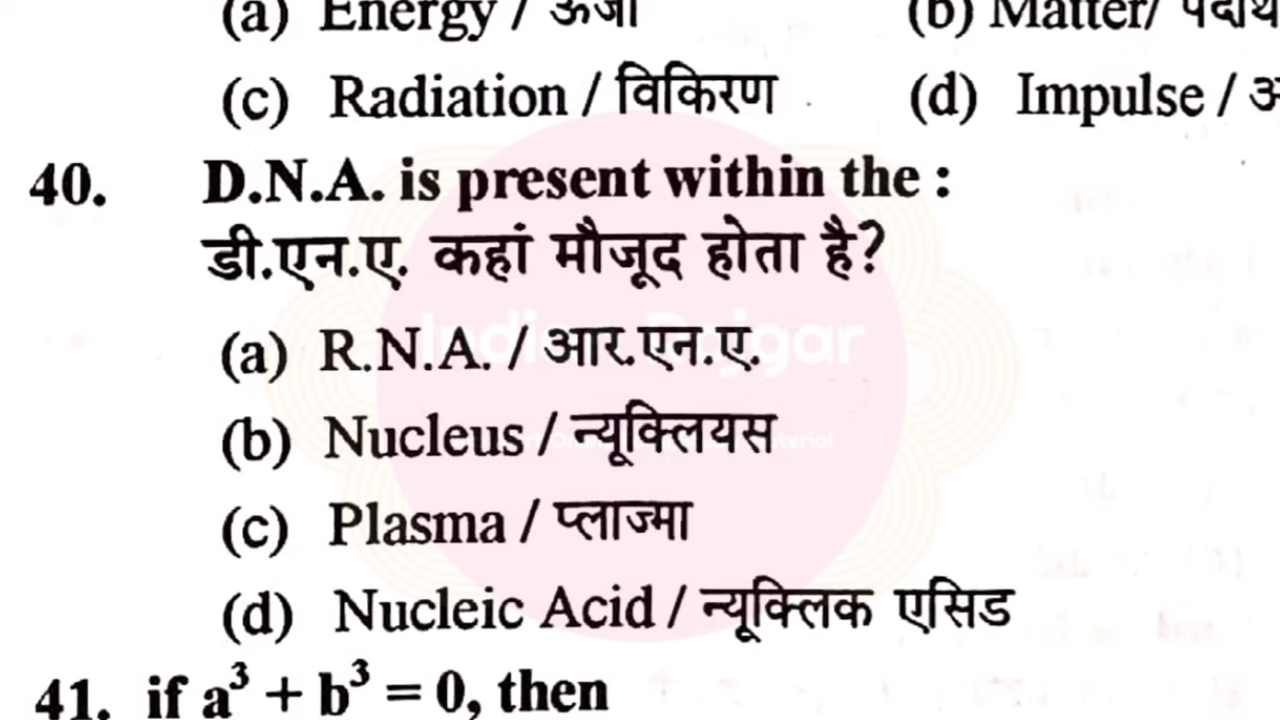 (a) Energy / ऊर्जा (b) Matter/ पदार्थ
(c) Radiation / विकिरण (d) Impulse /
40. D.N.A. is present within the :
डी.एन.ए. कहां मौजूद होता है?
(a) R.N.A. / आर.एन.ए.
(b) Nucleus / न्यूक्लियस
(c) Plasma / प्लाज्मा
(d) Nucleic Acid / न्यूक्लिक एसिड
41. if a³ + b³ = 0, then